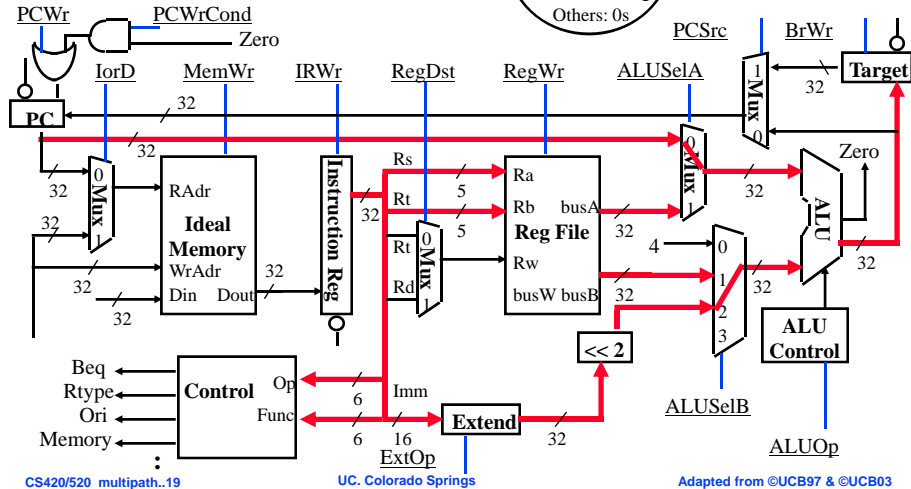 Others: 0s
PCWr
PCWrCond
Zero
PCSrc
BrWr
IorD
MemWr
IRWr
RegDst
RegWr
ALUSelA
1
Mux
0
32
Target
PC
32
32
32
0
Mux
1
32
RAdr
Ideal
Memory
WrAdr
32
Din
32
Dout
32
Instruction Reg
32
Rs
5
Rt
5
Rt
0
Mux
1
Rd
Ra
Rb
busA
Reg File
Rw
busW
busB
32
32
0
Mux
1
32
4
0
1
2
3
32
ALU
Zero
32
<< 2
ALU
Control
Beq
Rtype
Ori
Memory
:
Control
Op
Func
6
6
Imm
16
Extend
32
ExtOp
ALUSelB
ALUOp
CS420/520 multipath..19
UC. Colorado Springs
Adapted from ©UCB97 & ©UCB03